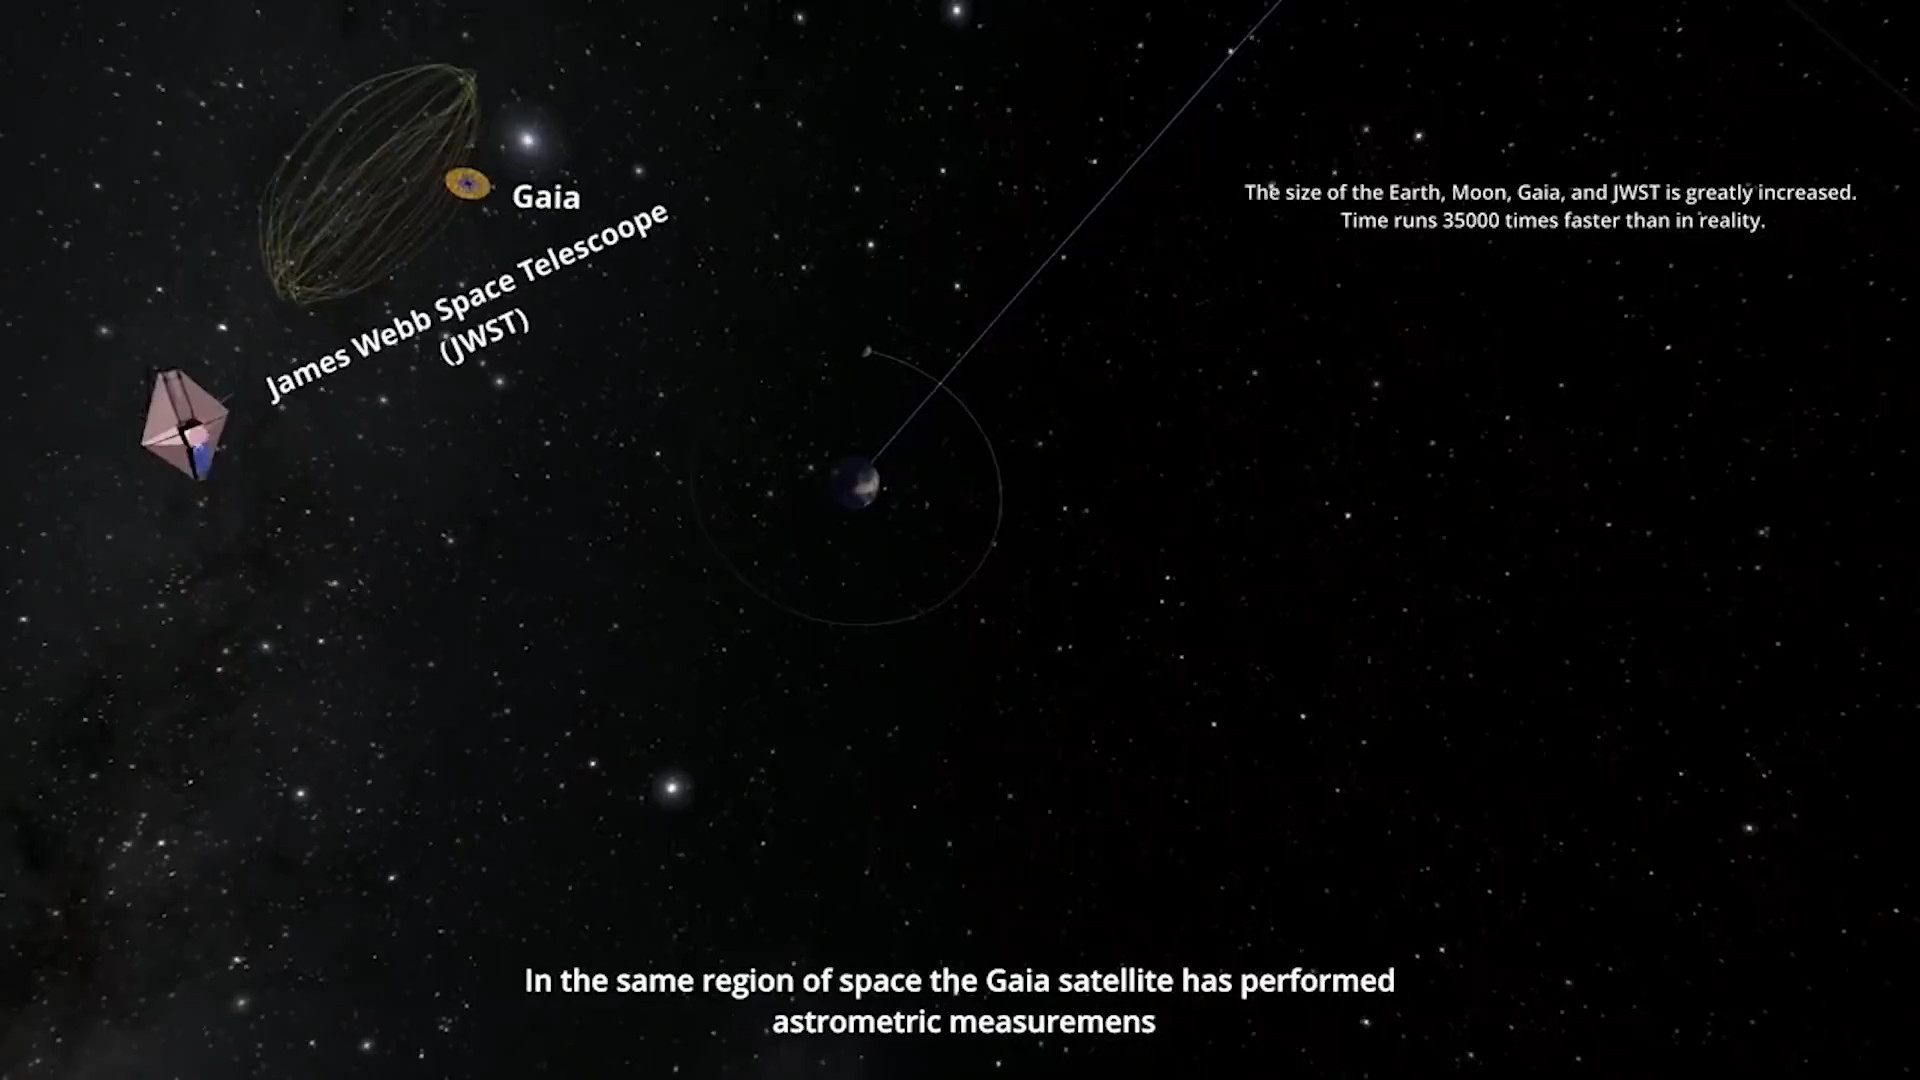 Gaia
James Webb Space Telescoope
(JWST)
The size of the Earth, Moon, Gaia, and JWST is greatly increased.
Time runs 35000 times faster than in reality.
In the same region of space the Gaia satellite has performed
astrometric measuremens